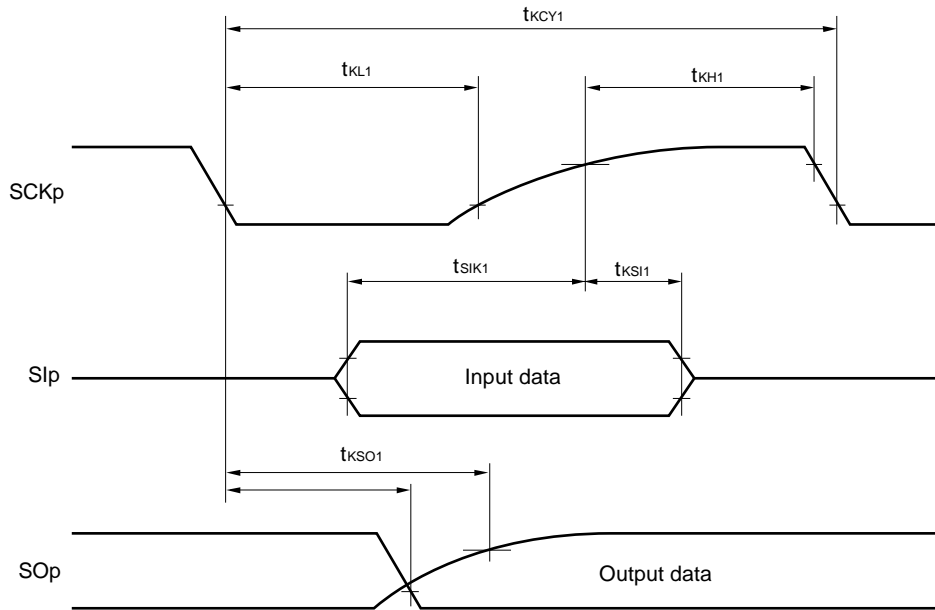 tKCY1
tKL1
tKH1
SCKp
tSIK1
tKSI1
SIp
Input data
tKSO1
SOp
Output data